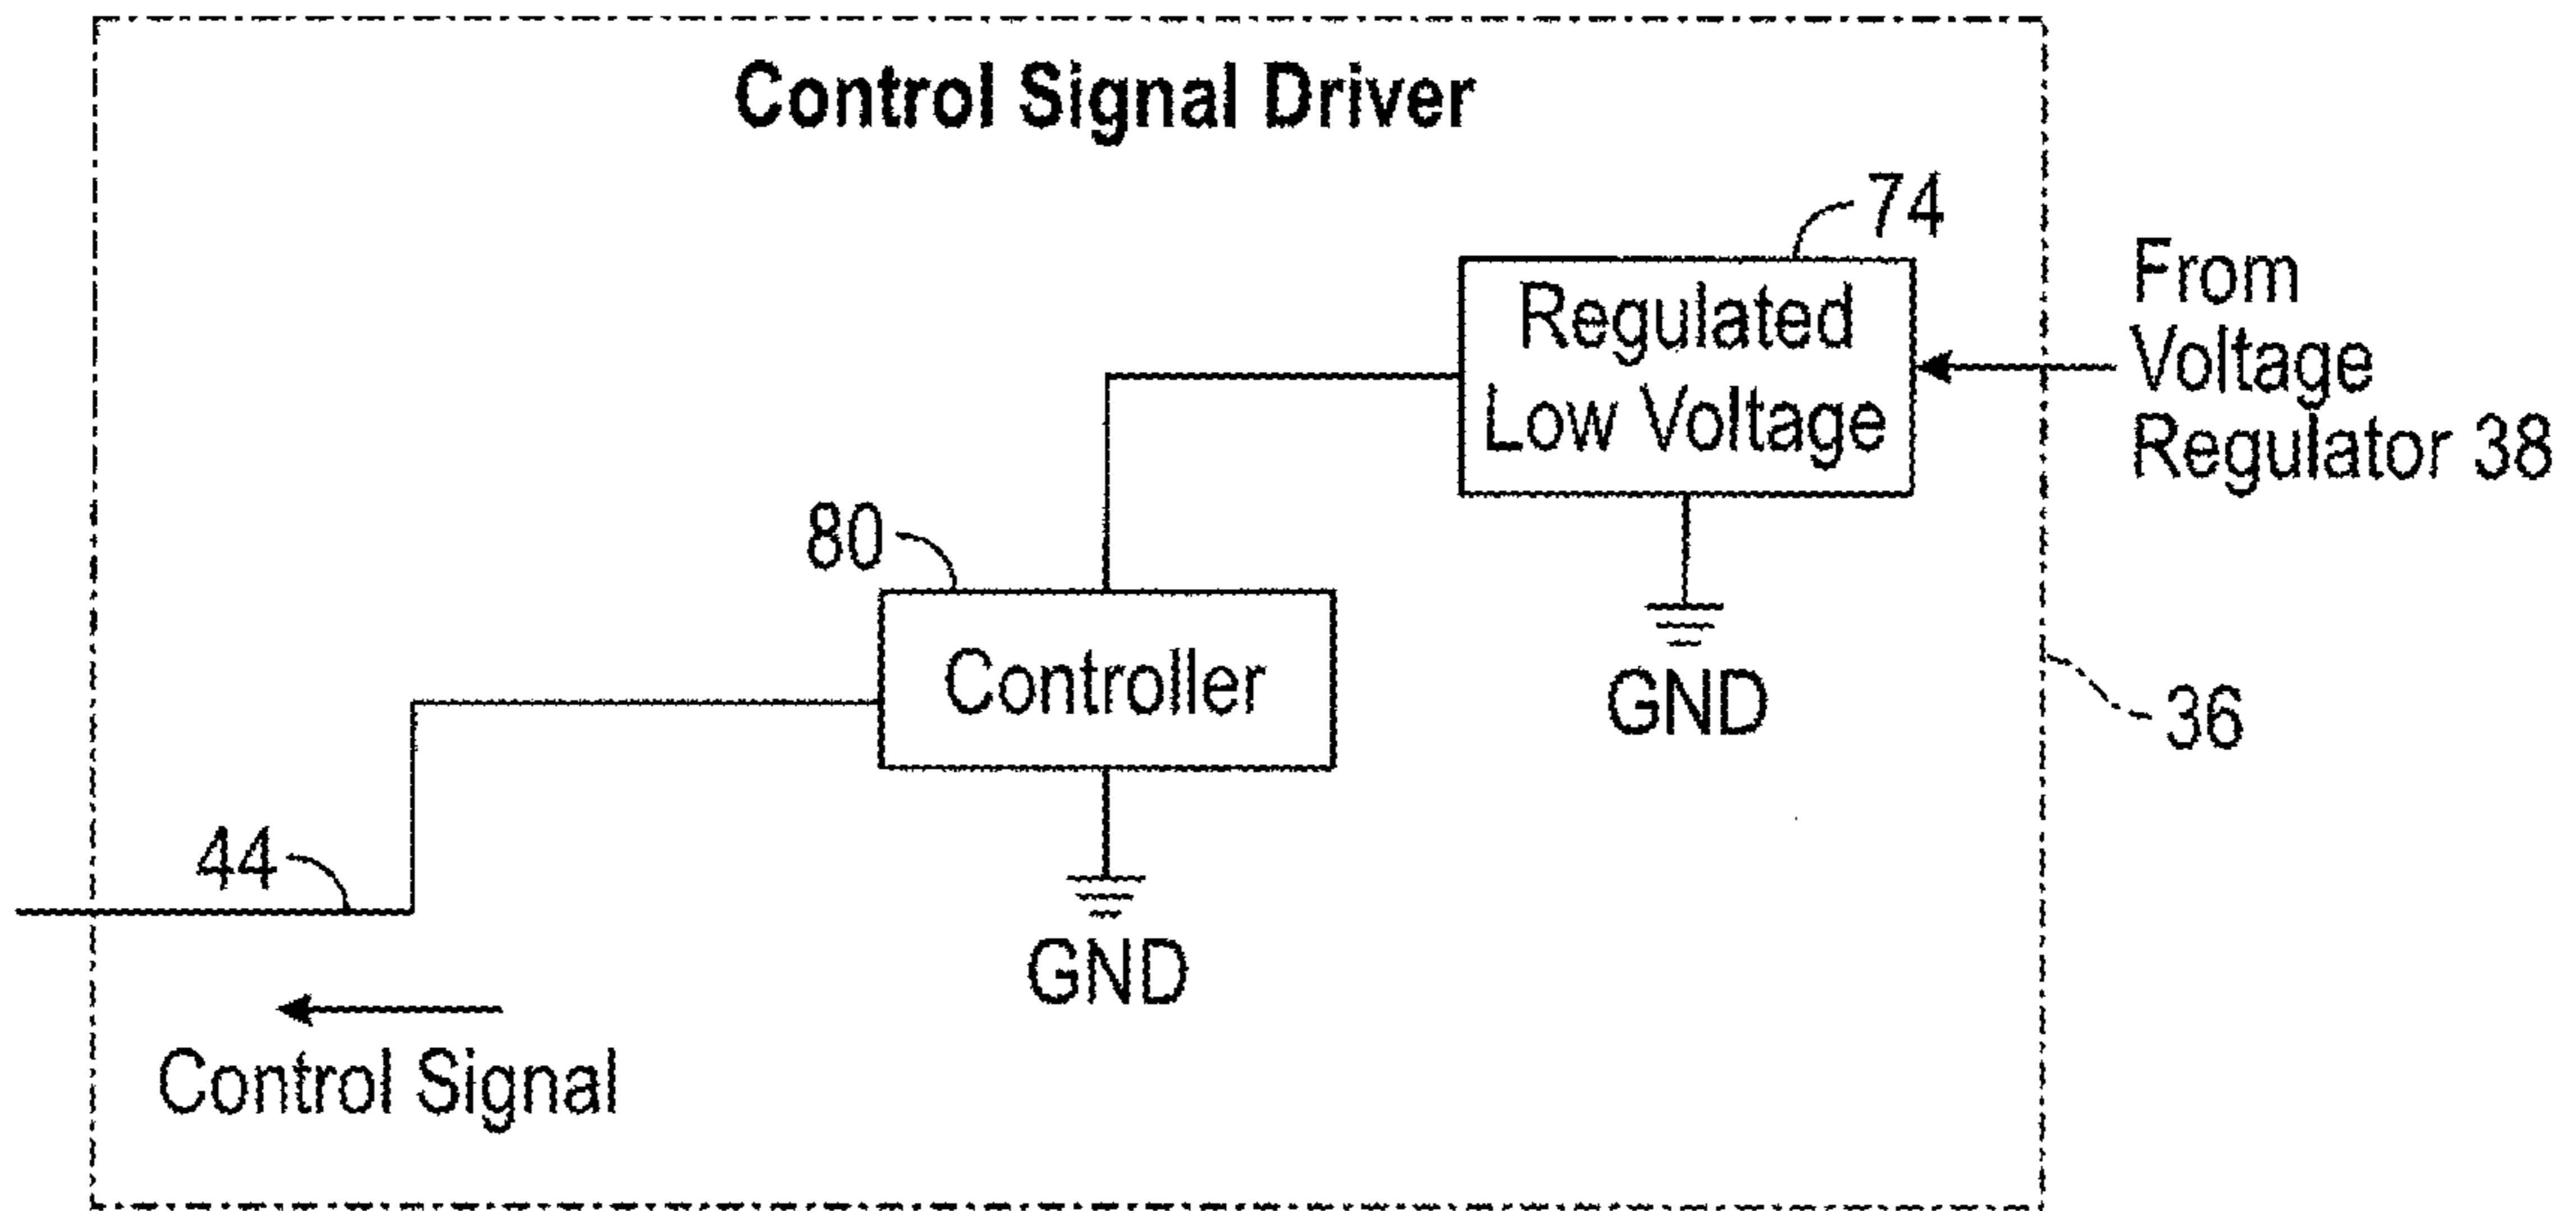 Control Signal Driver
74
Regulated
Low Voltage
From
Voltage
Regulator 38
80
Controller
GND
36
44
GND
Control Signal